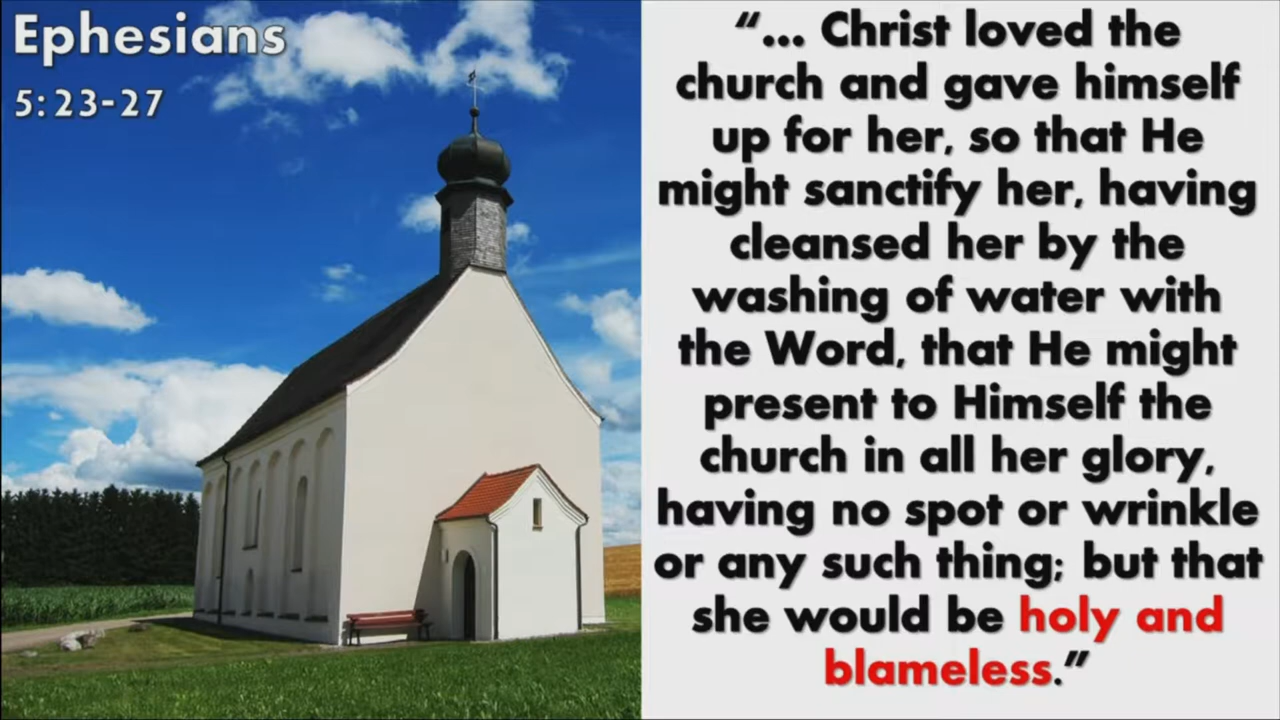 Ephesians
5:23-27
“... Christ loved the
church and gave himself
up for her, so that He
might sanctify her, having
cleansed her by the
washing of water with
the Word, that He might
present to Himself the
church in all her glory,
having no spot or wrinkle
or any such thing; but that
she would be holy and
blameless.”